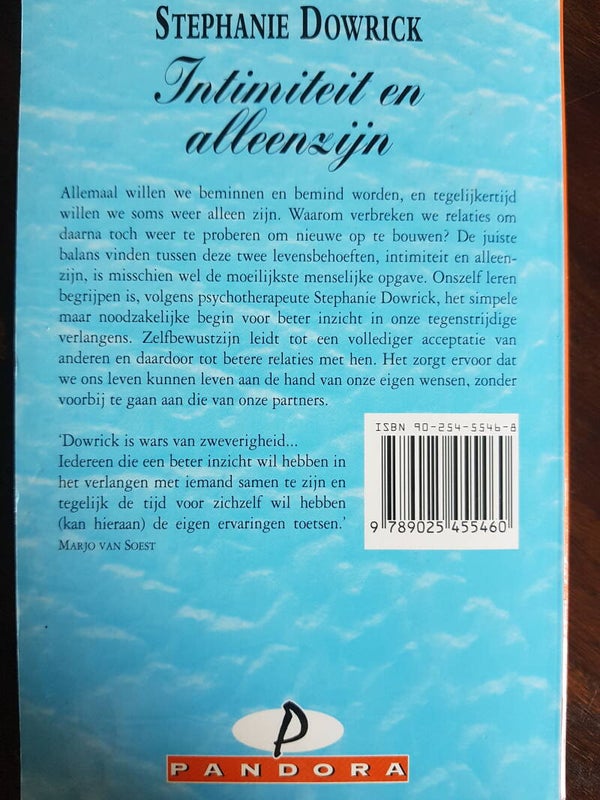 STEPHANIE DOWRICK
Intimiteit en
alleenzijn
Allemaal willen we beminnen en bemind worden, en tegelijkertijd
willen we soms weer alleen zijn. Waarom verbreken we relaties om
daarna toch weer te proberen om nieuwe op te bouwen? De juiste
balans vinden tussen deze twee levensbehoeften, intimiteit en alleen-
zijn, is misschien wel de moeilijkste menselijke opgave. Onszelf leren
begrijpen is, volgens psychotherapeute Stephanie Dowrick, het simpele
maar noodzakelijke begin voor beter inzicht in onze tegenstrijdige
verlangens. Zelfbewustzijn leidt tot een vollediger acceptatie van
anderen en daardoor tot betere relaties met hen. Het zorgt ervoor dat
we ons leven kunnen leven aan de hand van onze eigen wensen, zonder
voorbij te gaan aan die van onze partners.
'Dowrick is wars van zweverigheid...
Iedereen die een beter inzicht wil hebben in
het verlangen met iemand samen te zijn en
tegelijk de tijd voor zichzelf wil hebben
(kan hieraan) de eigen ervaringen toetsen.'
MARJO VAN SOEST
ISBN 90-254-5546-8
9 789025 455460
P
PANDORA